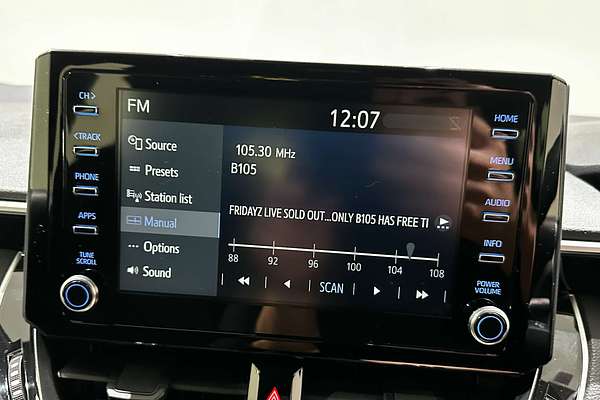 CH >
< TRACK
PHONE
APPS
TUNE
SCROLL
FM
12:07
Source
Presets
Station list
Manual
Options
Sound
105.30 MHz
B105
FRIDAYZ LIVE SOLD OUT...ONLY B105 HAS FREE TI
88 92 96 100 104 108
SCAN
HOME
MENU
AUDIO
INFO
POWER
VOLUME